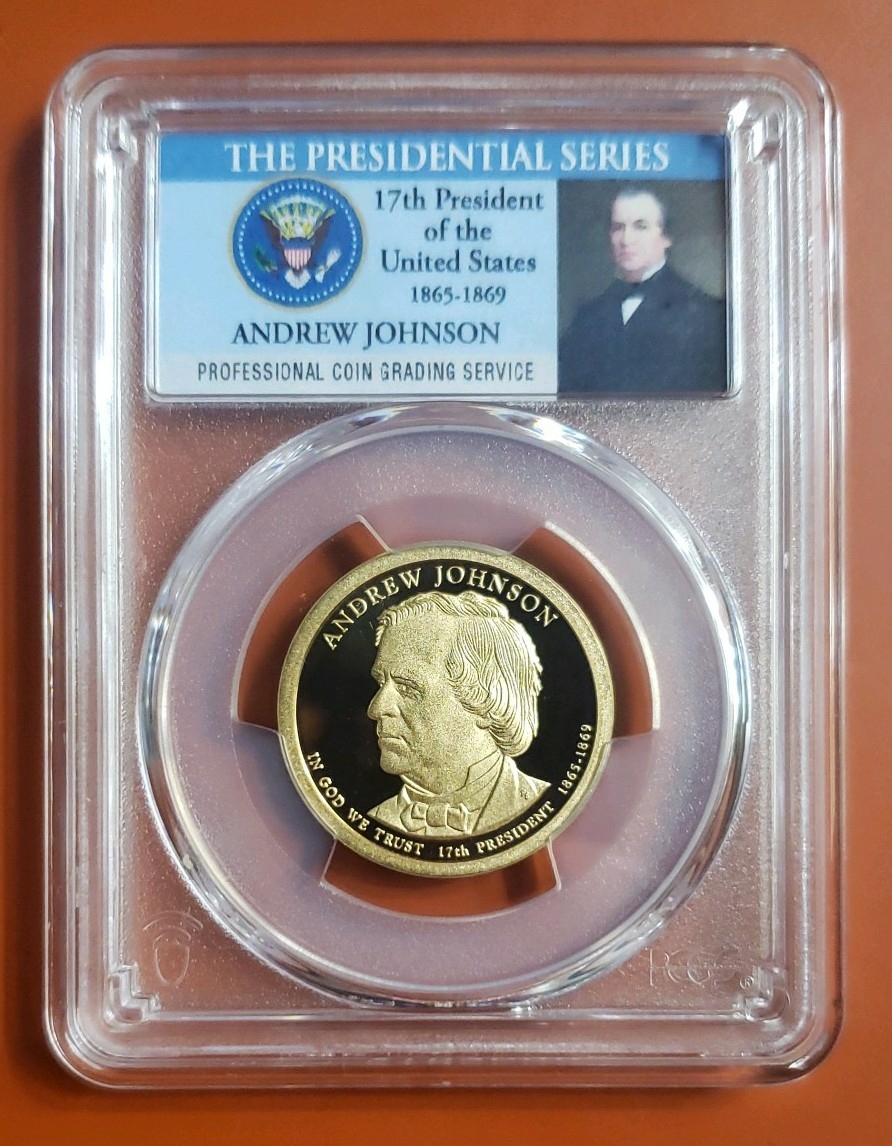 THE PRESIDENTIAL SERIES
17th President
of the
United States
1865-1869
ANDREW JOHNSON
PROFESSIONAL COIN GRADING SERVICE
ANDREW JOHNSON
IN GOD WE TRUST 17th PRESIDENT 1865-1869
PCGS